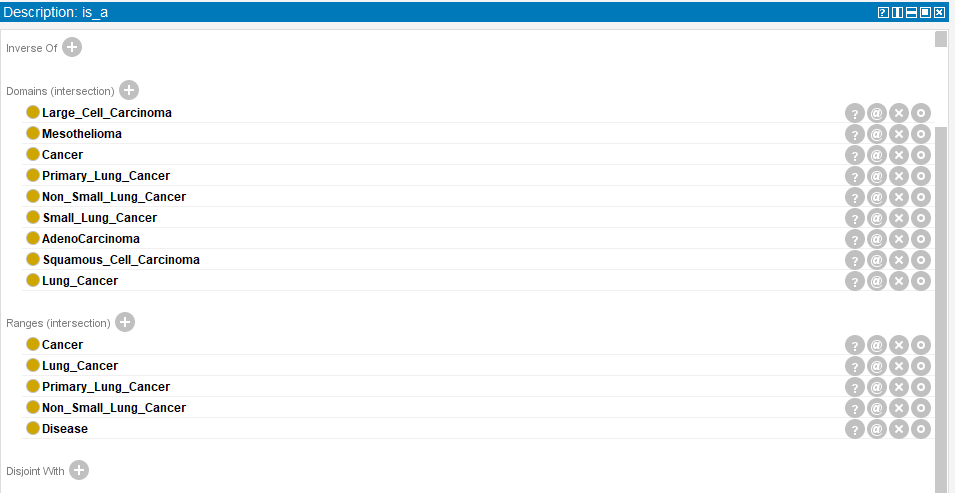 Description: is_a
Inverse Of
Domains (intersection)
Large_Cell_Carcinoma
Mesothelioma
Cancer
Primary_Lung_Cancer
Non_Small_Lung_Cancer
Small_Lung_Cancer
AdenoCarcinoma
Squamous_Cell_Carcinoma
Lung_Cancer
Ranges (intersection)
Cancer
Lung_Cancer
Primary_Lung_Cancer
Non_Small_Lung_Cancer
Disease
Disjoint With